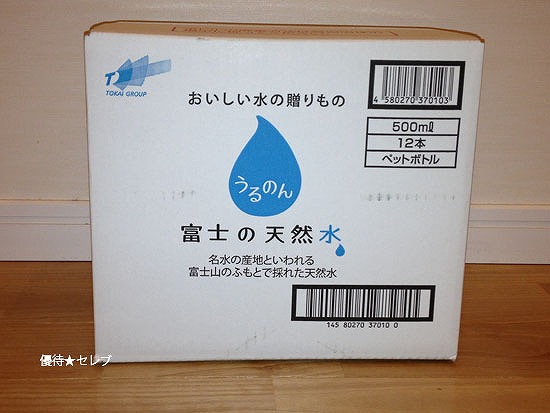 TOKAI GROUP
おいしい水の贈りもの
4 580270 370103
500ml
12本
ペットボトル
うるのん
富士の天然水
名水の産地といわれる
富士山のふもとで採れた天然水
145 80270 37010 0
優待★セレブ